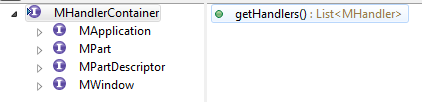 MHandlerContainer
MApplication
MPart
MPartDescriptor
MWindow
getHandlers() : List<MHandler>